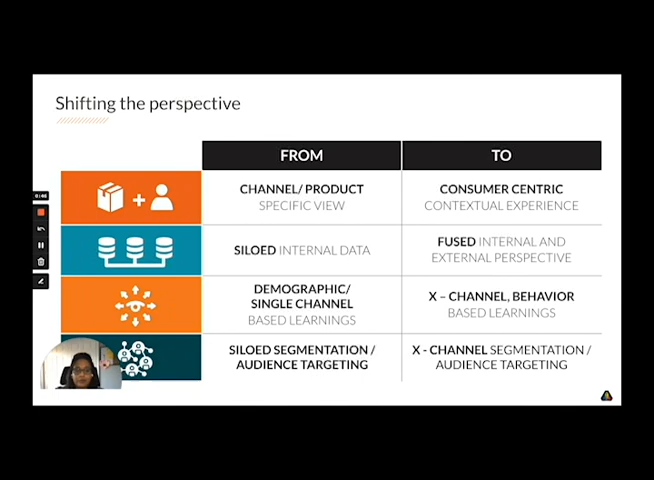 Shifting the perspective
FROM
TO
CHANNEL/ PRODUCT
SPECIFIC VIEW
CONSUMER CENTRIC
CONTEXTUAL EXPERIENCE
SILOED INTERNAL DATA
FUSED INTERNAL AND
EXTERNAL PERSPECTIVE
DEMOGRAPHIC/
SINGLE CHANNEL
BASED LEARNINGS
X – CHANNEL, BEHAVIOR
BASED LEARNINGS
SILOED SEGMENTATION /
AUDIENCE TARGETING
X - CHANNEL SEGMENTATION /
AUDIENCE TARGETING